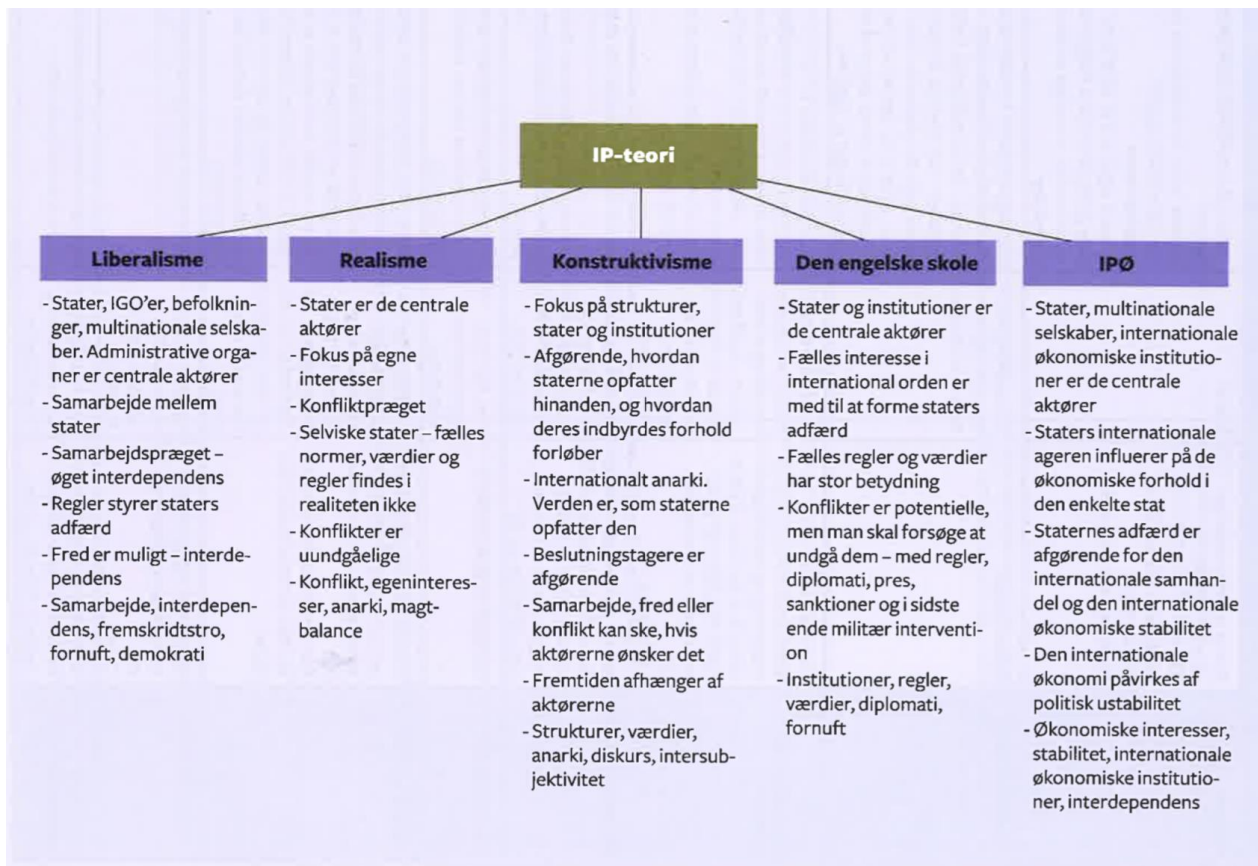 IP-teori
Liberalisme
- Stater, IGO'er, befolknin-
ger, multinationale selska-
ber. Administrative orga-
ner er centrale aktører
- Samarbejde mellem
stater
- Samarbejdspræget –
øget interdependens
- Regler styrer staters
adfærd
- Fred er muligt – interde-
pendens
- Samarbejde, interdepen-
dens, fremskridtstro,
fornuft, demokrati
Realisme
- Stater er de centrale
aktører
- Fokus på egne
interesser
- Konfliktpræget
- Selviske stater – fælles
normer, værdier og
regler findes i
realiteten ikke
- Konflikter er
uundgåelige
- Konflikt, egeninteres-
ser, anarki, magt-
balance
Konstruktivisme
- Fokus på strukturer,
stater og institutioner
- Afgørende, hvordan
staterne opfatter
hinanden, og hvordan
deres indbyrdes forhold
forløber
- Internationalt anarki.
Verden er, som staterne
opfatter den
- Beslutningstagere er
afgørende
- Samarbejde, fred eller
konflikt kan ske, hvis
aktørerne ønsker det
- Fremtiden afhænger af
aktørerne
- Strukturer, værdier,
anarki, diskurs, intersub-
jektivitet
Den engelske skole
- Stater og institutioner er
de centrale aktører
- Fælles interesse i
international orden er
med til at forme staters
adfærd
- Fælles regler og værdier
har stor betydning
- Konflikter er potentielle,
men man skal forsøge at
undgå dem – med regler,
diplomati, pres,
sanktioner og i sidste
ende militær interventi-
on
- Institutioner, regler,
værdier, diplomati,
fornuft
IPØ
- Stater, multinationale
selskaber, internationale
økonomiske institutio-
ner er de centrale
aktører
- Staters internationale
ageren influerer på de
økonomiske forhold i
den enkelte stat
- Staternes adfærd er
afgørende for den
internationale samhan-
del og den internationale
økonomiske stabilitet
- Den internationale
økonomi påvirkes af
politisk ustabilitet
- Økonomiske interesser,
stabilitet, internationale
økonomiske institutio-
ner, interdependens